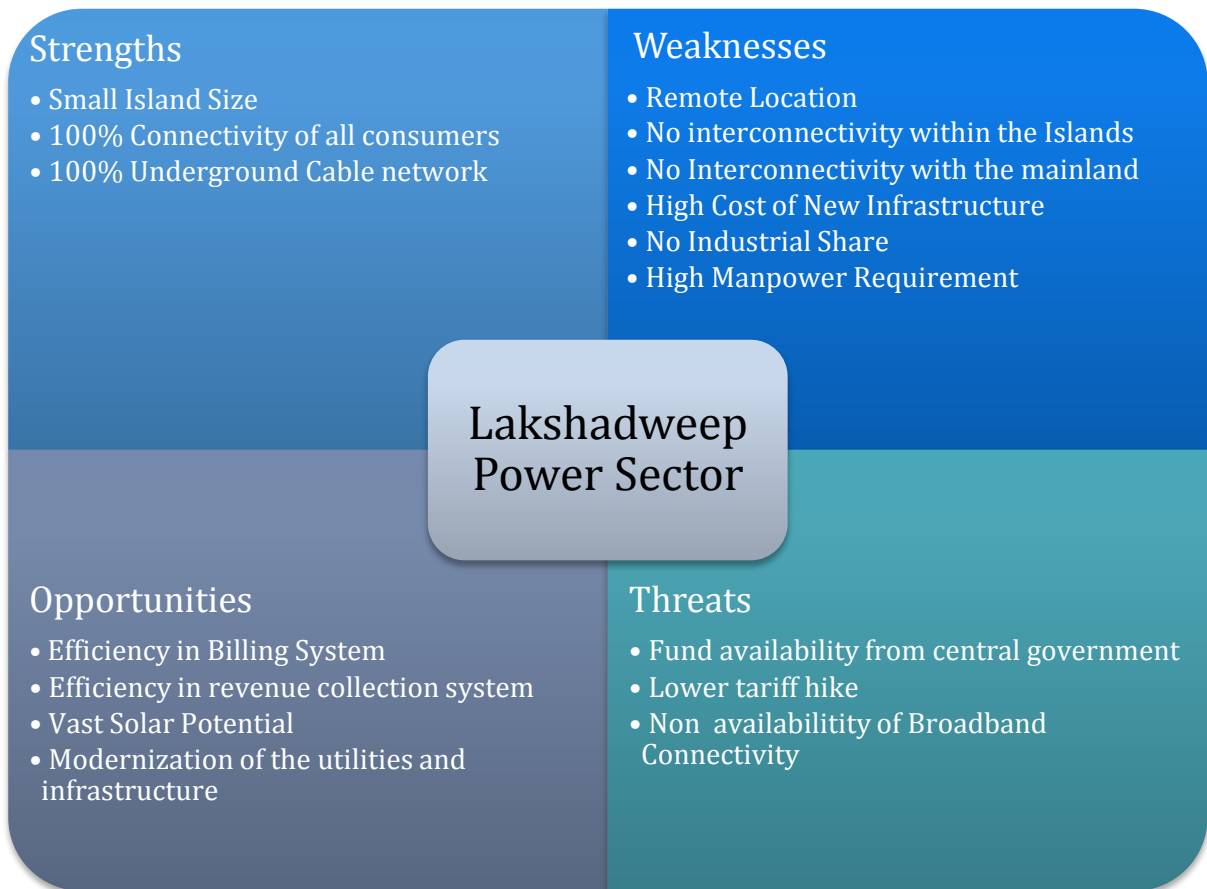 Strengths
• Small Island Size
• 100% Connectivity of all consumers
• 100% Underground Cable network
Weaknesses
• Remote Location
• No interconnectivity within the Islands
• No Interconnectivity with the mainland
• High Cost of New Infrastructure
• No Industrial Share
• High Manpower Requirement
Lakshadweep
Power Sector
Opportunities
• Efficiency in Billing System
• Efficiency in revenue collection system
• Vast Solar Potential
• Modernization of the utilities and
infrastructure
Threats
• Fund availability from central government
• Lower tariff hike
• Non  availabilitity of Broadband
Connectivity